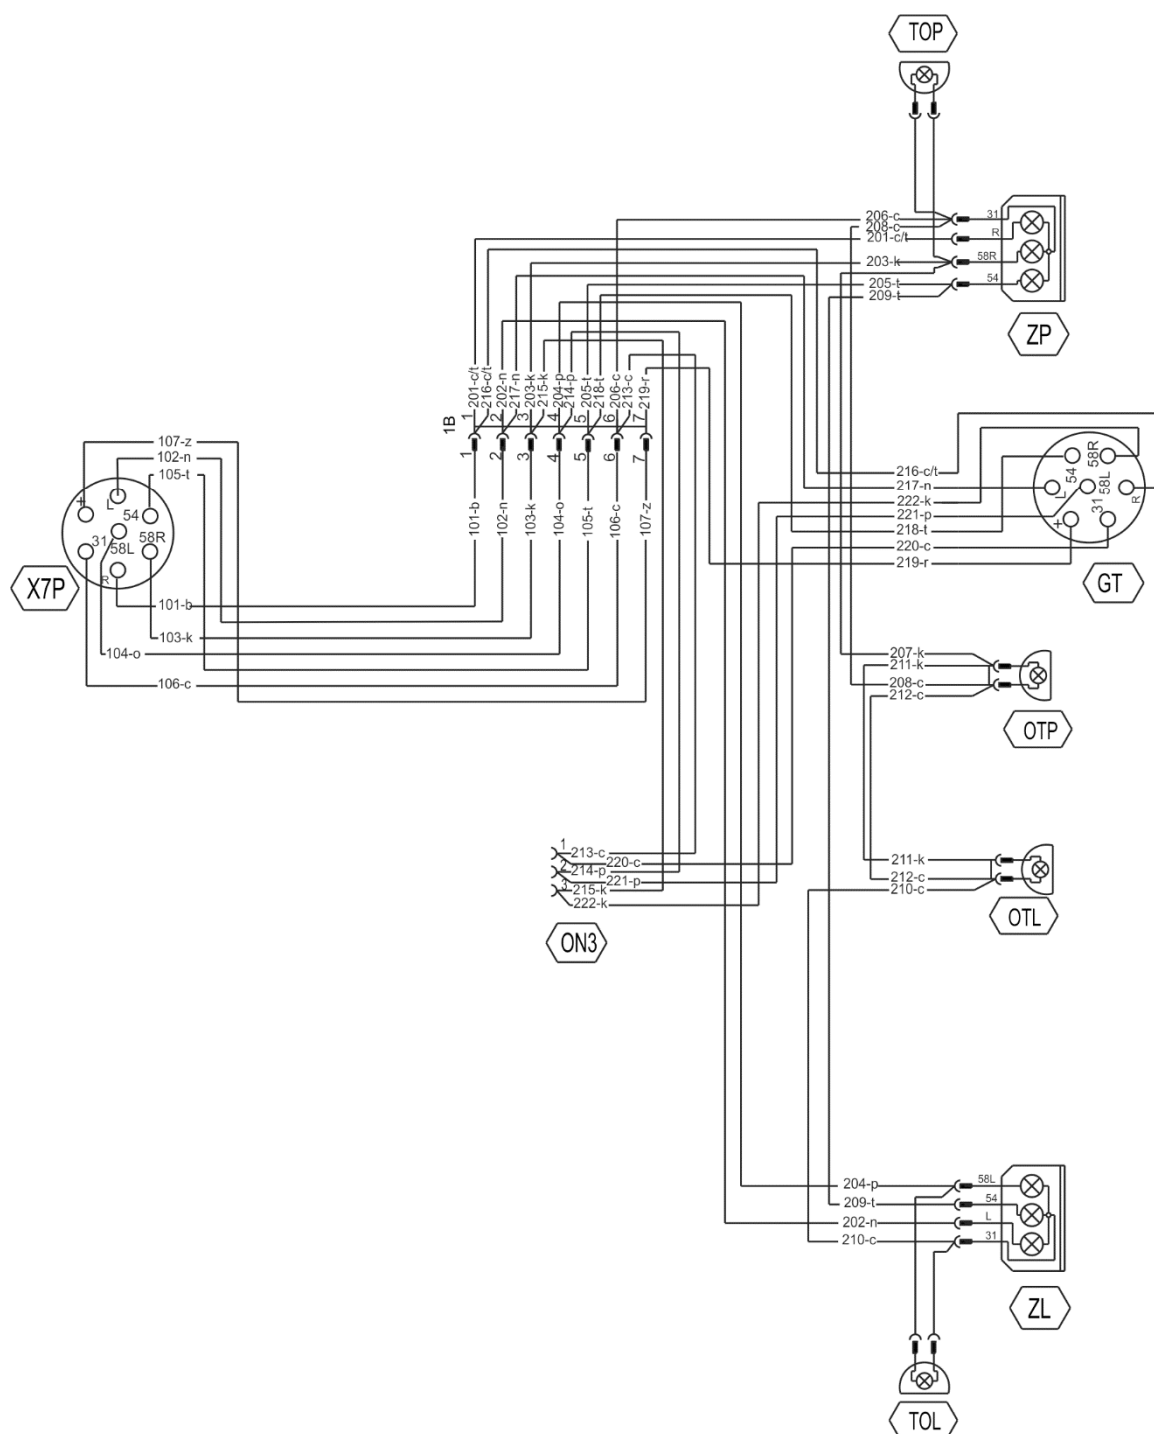 TOP
206-c
208-c
201-c/t
203-k
205-t
209-t
31
R
58R
54
ZP
201-c/t
216-c/t
202-n
217-n
203-k
215-k
204-p
214-p
205-t
218-t
206-c
213-c
219-r
1B
1 2 3 4 5 6 7
1 2 3 4 5 6 7
101-b
102-n
103-k
104-o
105-t
106-c
107-z
107-z
102-n
105-t
+
L
54
31
58L
58R
R
X7P
101-b
103-k
104-o
106-c
216-c/t
217-n
222-k
221-p
218-t
220-c
219-r
54
58R
L
58L
R
+
31
GT
207-k
211-k
208-c
212-c
OTP
1
213-c
220-c
2
214-p
221-p
3
215-k
222-k
ON3
211-k
212-c
210-c
OTL
204-p
209-t
202-n
210-c
58L
54
L
31
ZL
TOL